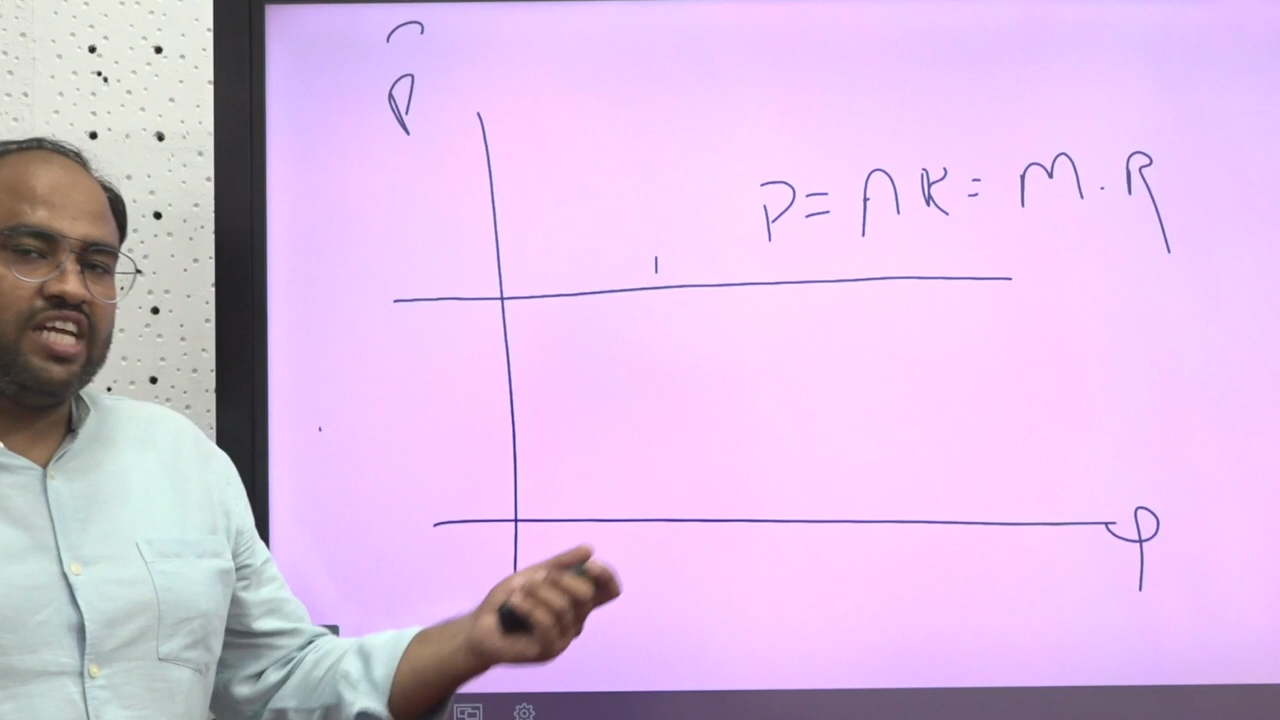 P
P = AR = M.R
q